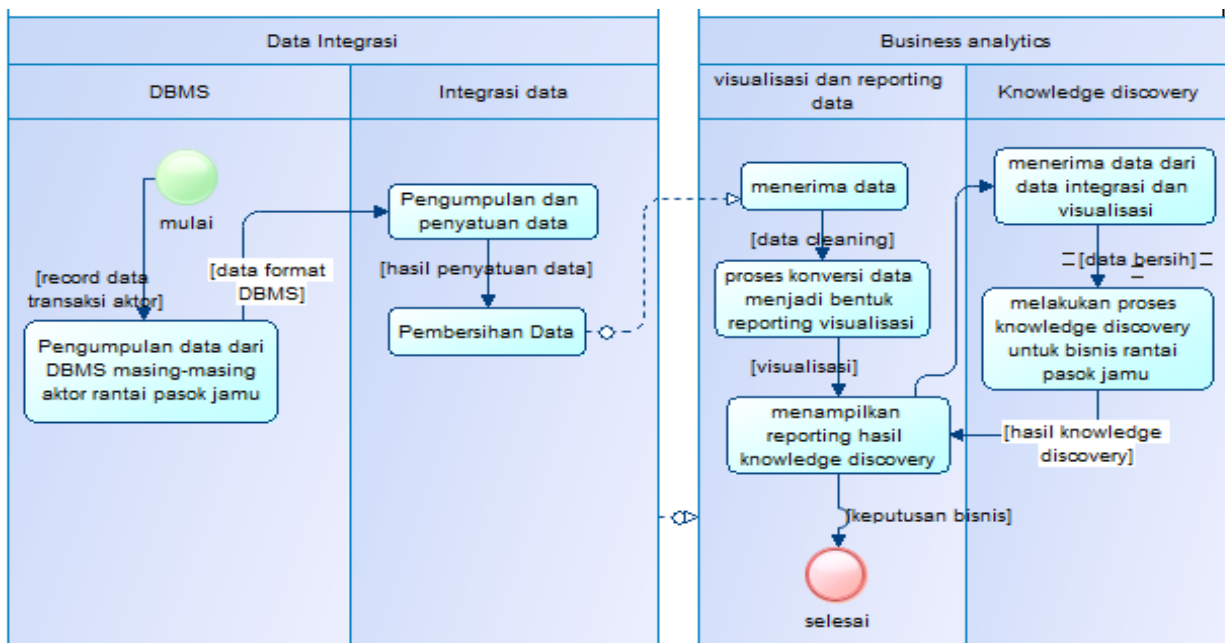 Data Integrasi
DBMS
Integrasi data
mulai
[record data
transaksi aktor]
Pengumpulan data dari
DBMS masing-masing
aktor rantai pasok jamu
[data format
DBMS]
Pengumpulan dan
penyatuan data
[hasil penyatuan data]
Pembersihan Data
Business analytics
visualisasi dan reporting
data
Knowledge discovery
menerima data
[data cleaning]
proses konversi data
menjadi bentuk
reporting visualisasi
[visualisasi]
menampilkan
reporting hasil
knowledge discovery
[keputusan bisnis]
selesai
menerima data dari
data integrasi dan
visualisasi
[data bersih]
melakukan proses
knowledge discovery
untuk bisnis rantai
pasok jamu
[hasil knowledge
discovery]